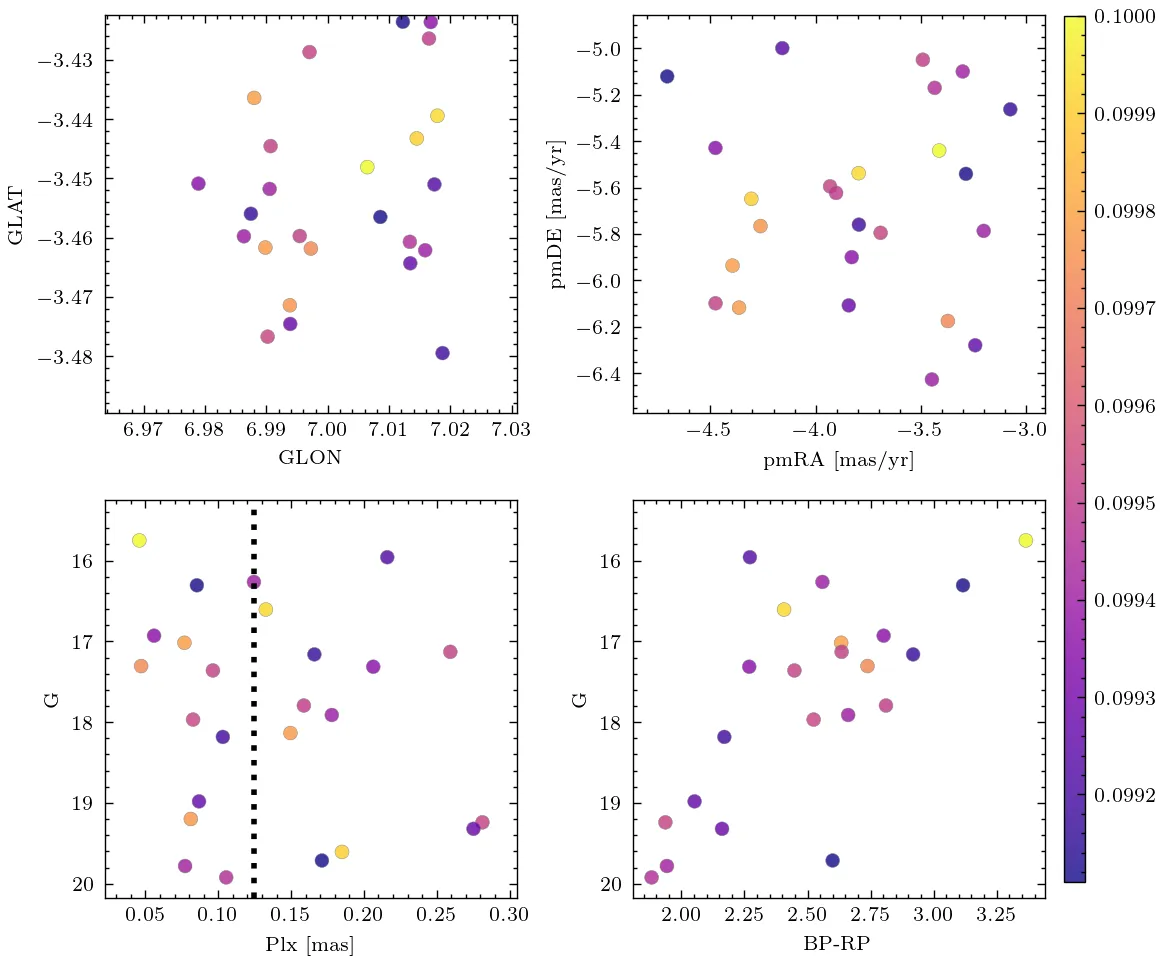 GLAT
−3.43
−3.44
−3.45
−3.46
−3.47
−3.48
6.97 6.98 6.99 7.00 7.01 7.02 7.03
GLON
pmDE [mas/yr]
−5.0
−5.2
−5.4
−5.6
−5.8
−6.0
−6.2
−6.4
−4.5 −4.0 −3.5 −3.0
pmRA [mas/yr]
G
16
17
18
19
20
0.05 0.10 0.15 0.20 0.25 0.30
Plx [mas]
G
16
17
18
19
20
2.00 2.25 2.50 2.75 3.00 3.25
BP-RP
0.1000
0.0999
0.0998
0.0997
0.0996
0.0995
0.0994
0.0993
0.0992